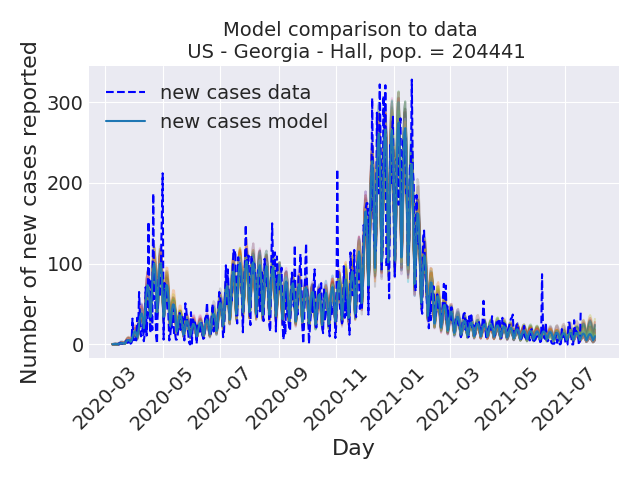 Model comparison to data
US - Georgia - Hall, pop. = 204441
Number of new cases reported
new cases data
new cases model
300
200
100
0
2020-03
2020-05
2020-07
2020-09
2020-11
2021-01
2021-03
2021-05
2021-07
Day